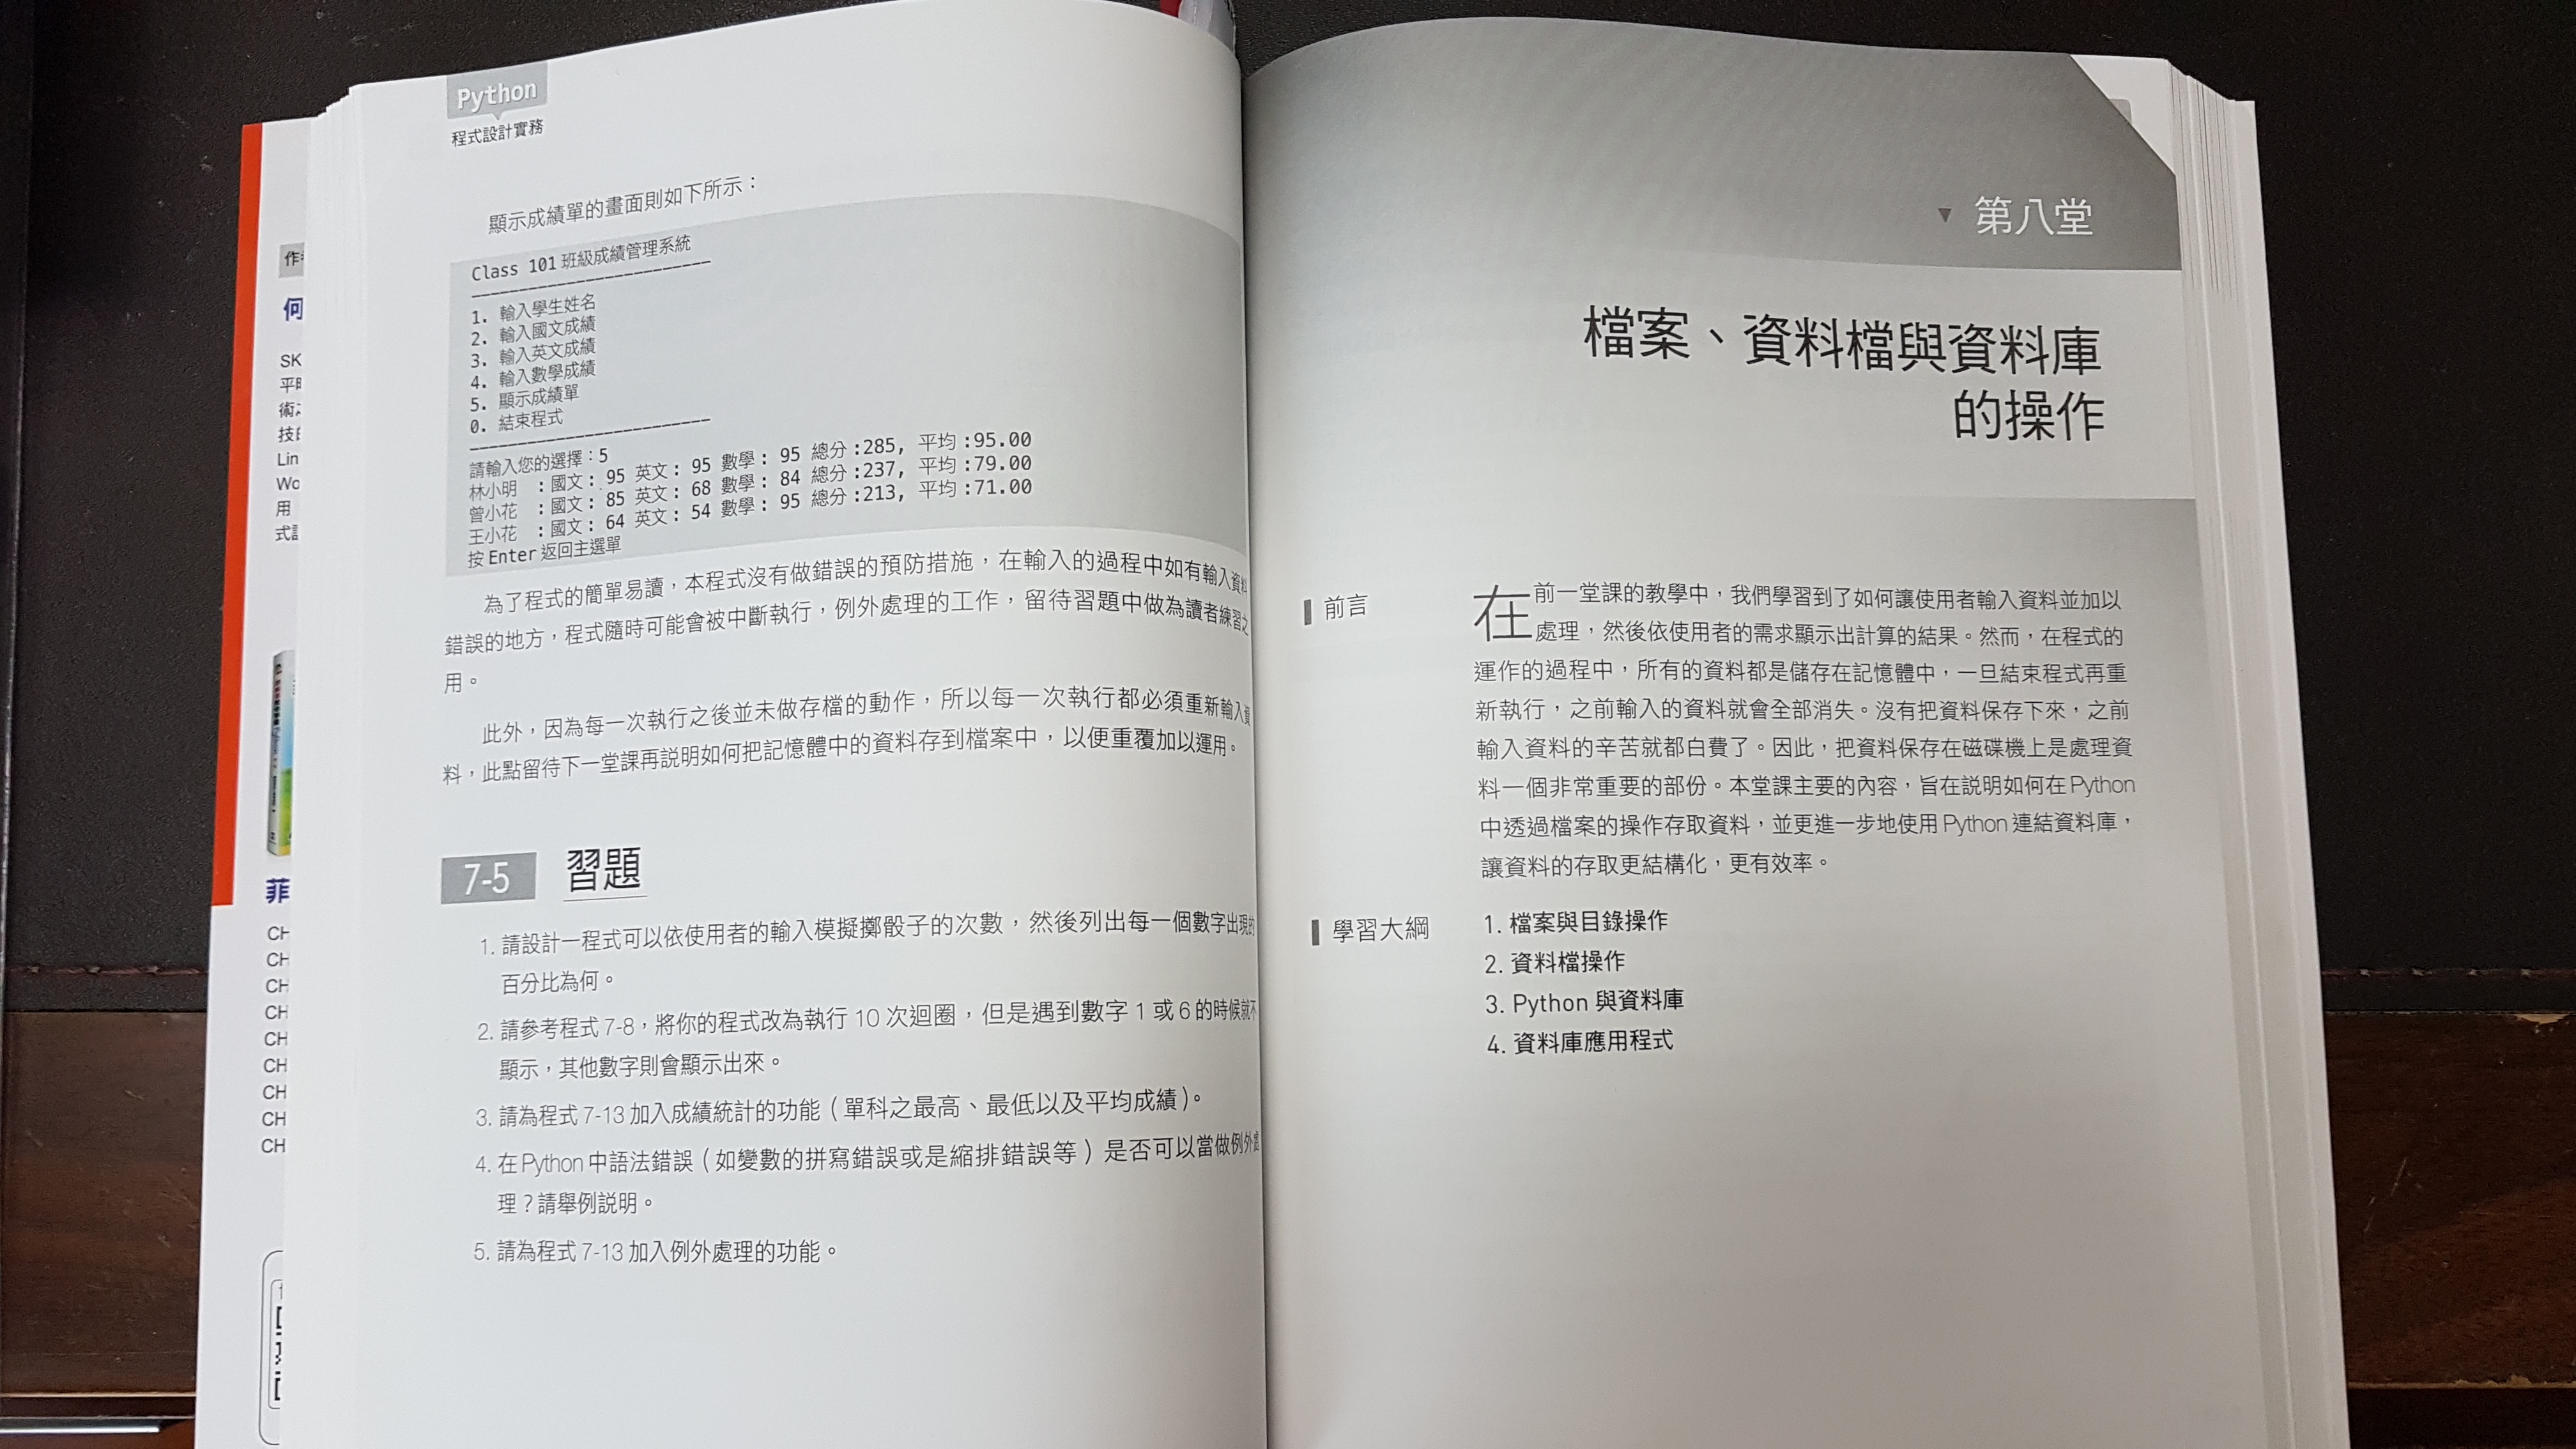 作
何
SK
平
術
技
Lin
Wo
用
式
菲
CH
CH
CH
CH
CH
CH
CH
CH
CH
Python
程式設計實務
顯示成績單的畫面則如下所示：
Class 101 班級成績管理系統
------------------------
1. 輸入學生姓名
2. 輸入國文成績
3. 輸入英文成績
4. 輸入數學成績
5. 顯示成績單
0. 結束程式
------------------------
請輸入您的選擇：5
林小明 ：國文： 95 英文： 95 數學： 95 總分：285, 平均：95.00
曾小花 ：國文： 85 英文： 68 數學： 84 總分：237, 平均：79.00
王小花 ：國文： 64 英文： 54 數學： 95 總分：213, 平均：71.00
按 Enter 返回主選單
為了程式的簡單易讀，本程式沒有做錯誤的預防措施，在輸入的過程中如有輸入資料
錯誤的地方，程式隨時可能會被中斷執行，例外處理的工作，留待習題中做為讀者練習之
用。
此外，因為每一次執行之後並未做存檔的動作，所以每一次執行都必須重新輸入資
料，此點留待下一堂課再説明如何把記憶體中的資料存到檔案中，以便重覆加以運用。
7-5 習題
1. 請設計一程式可以依使用者的輸入模擬擲骰子的次數，然後列出每一個數字出現的
百分比為何。
2. 請參考程式 7-8，將你的程式改為執行 10 次迴圈，但是遇到數字 1 或 6 的時候就不
顯示，其他數字則會顯示出來。
3. 請為程式 7-13 加入成績統計的功能（單科之最高、最低以及平均成績）。
4. 在 Python 中語法錯誤（如變數的拼寫錯誤或是縮排錯誤等）是否可以當做例外處
理？請舉例説明。
5. 請為程式 7-13 加入例外處理的功能。
▼ 第八堂
檔案、資料檔與資料庫
的操作
前言
在前一堂課的教學中，我們學習到了如何讓使用者輸入資料並加以
處理，然後依使用者的需求顯示出計算的結果。然而，在程式的
運作的過程中，所有的資料都是儲存在記憶體中，一旦結束程式再重
新執行，之前輸入的資料就會全部消失。沒有把資料保存下來，之前
輸入資料的辛苦就都白費了。因此，把資料保存在磁碟機上是處理資
料一個非常重要的部份。本堂課主要的內容，旨在説明如何在 Python
中透過檔案的操作存取資料，並更進一步地使用 Python 連結資料庫，
讓資料的存取更結構化，更有效率。
學習大綱
1. 檔案與目錄操作
2. 資料檔操作
3. Python 與資料庫
4. 資料庫應用程式